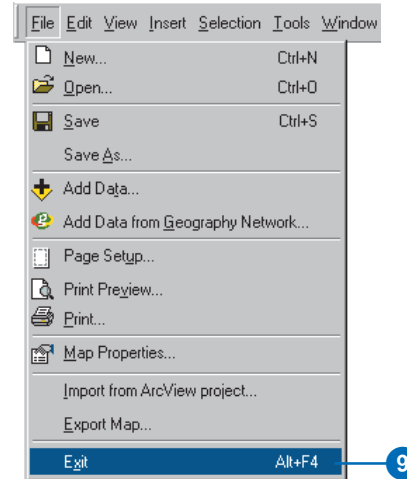 File Edit View Insert Selection Tools Window
New... Ctrl+N
Open... Ctrl+O
Save Ctrl+S
Save As...
Add Data...
Add Data from Geography Network...
Page Setup...
Print Preview...
Print...
Map Properties...
Import from ArcView project...
Export Map...
Exit Alt+F4 9